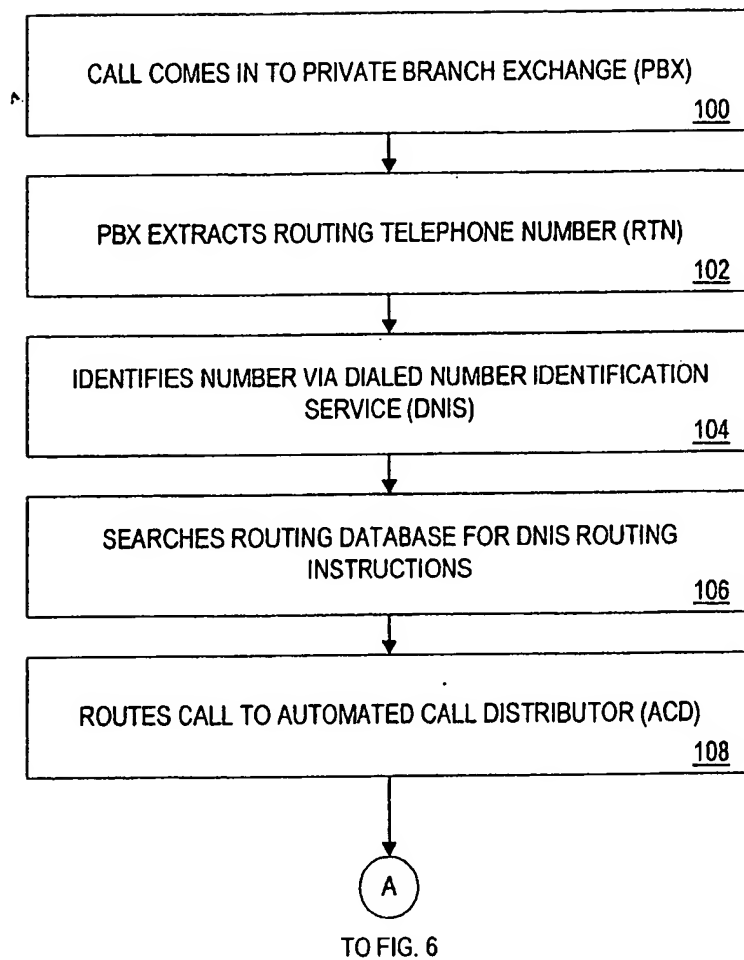 CALL COMES IN TO PRIVATE BRANCH EXCHANGE (PBX)
100
PBX EXTRACTS ROUTING TELEPHONE NUMBER (RTN)
102
IDENTIFIES NUMBER VIA DIALED NUMBER IDENTIFICATION
SERVICE (DNIS)
104
SEARCHES ROUTING DATABASE FOR DNIS ROUTING
INSTRUCTIONS
106
ROUTES CALL TO AUTOMATED CALL DISTRIBUTOR (ACD)
108
A
TO FIG. 6